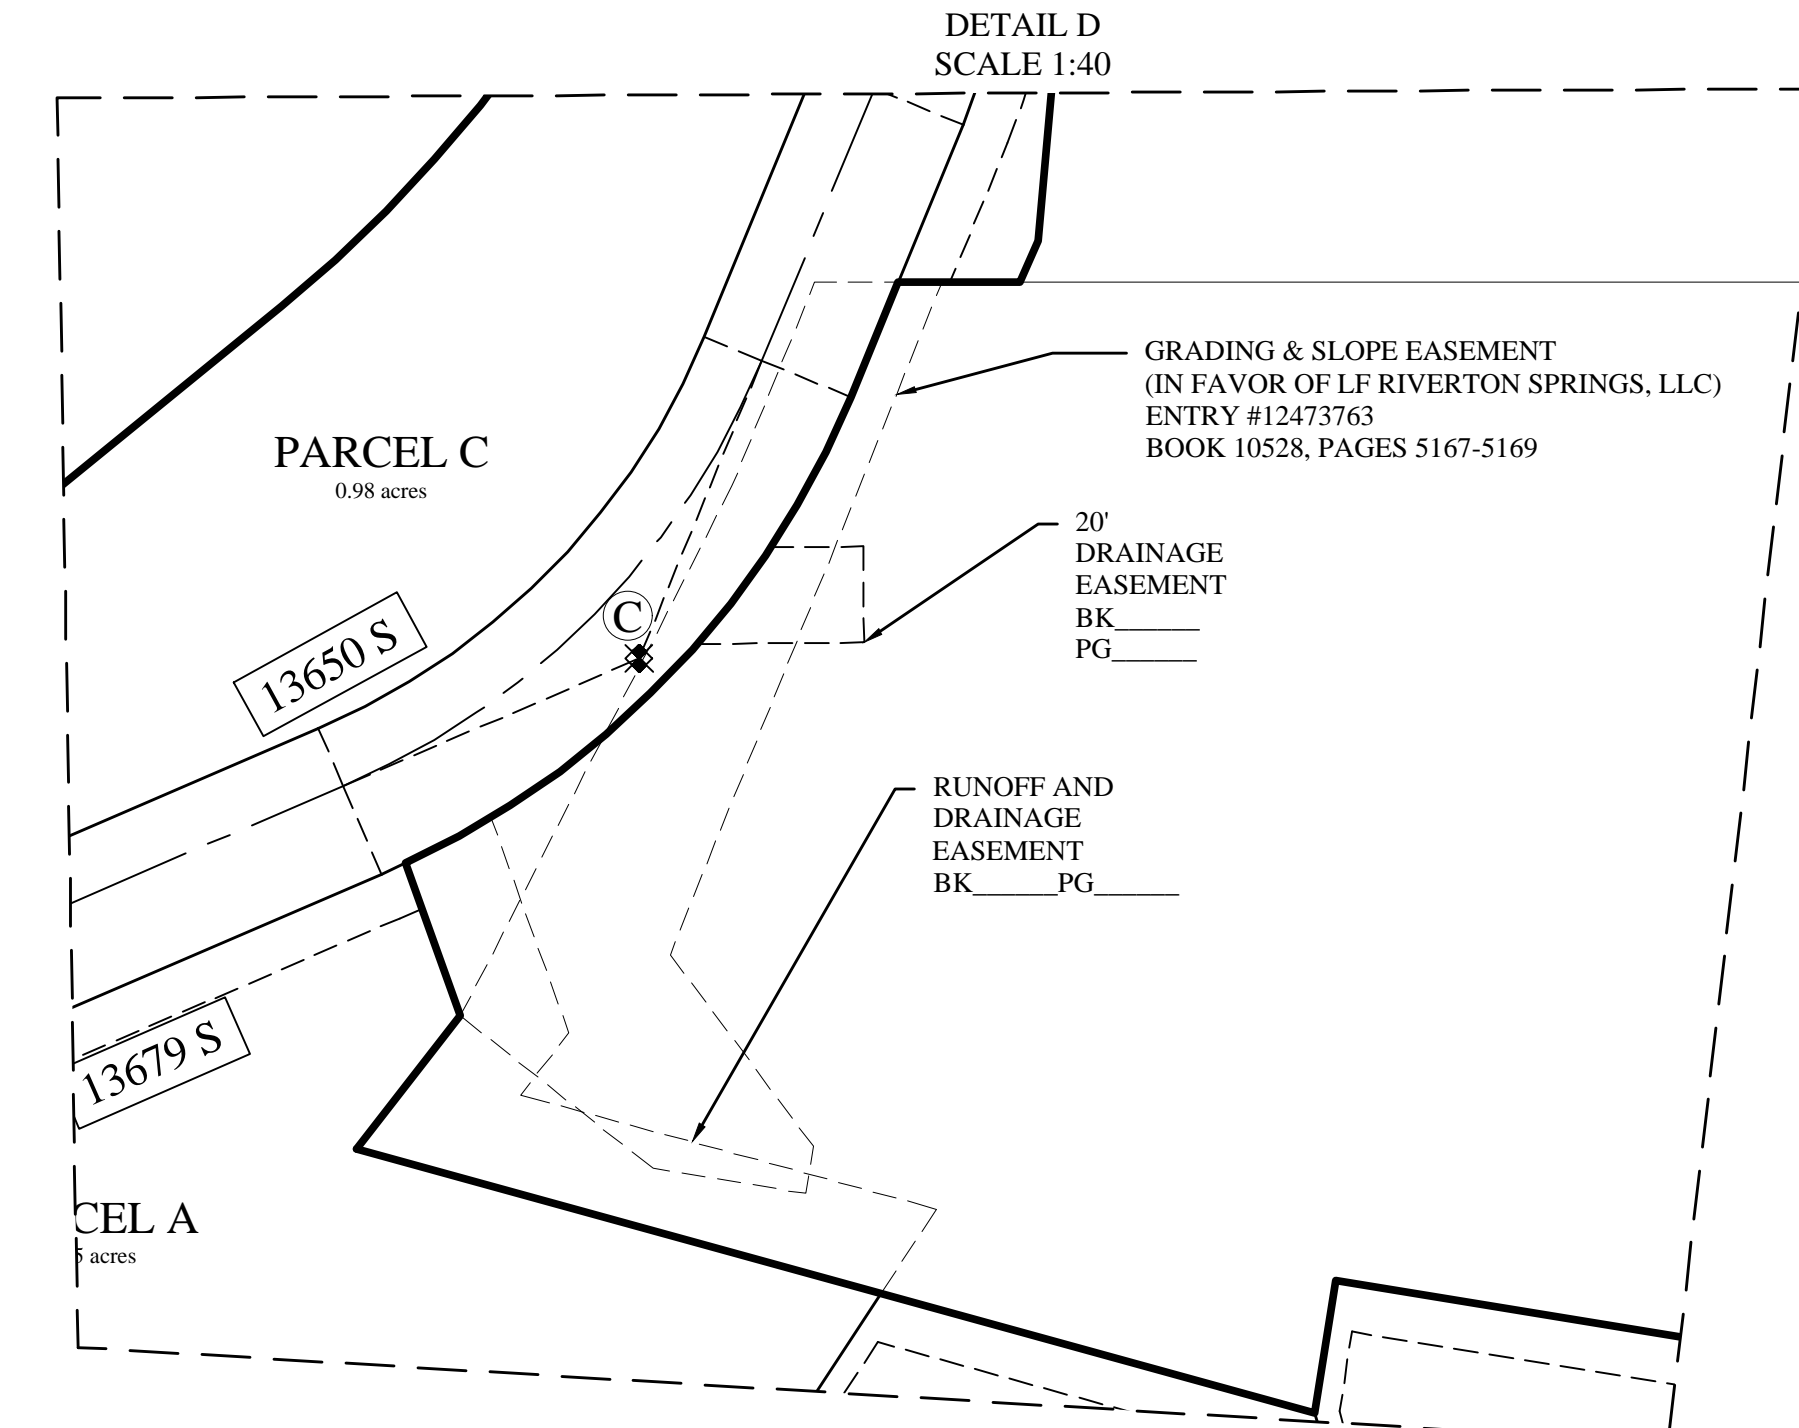 DETAIL D
SCALE 1:40
GRADING & SLOPE EASEMENT
(IN FAVOR OF LF RIVERTON SPRINGS, LLC)
ENTRY #12473763
BOOK 10528, PAGES 5167-5169
PARCEL C
0.98 acres
20'
DRAINAGE
EASEMENT
BK______
PG______
C
13650 S
RUNOFF AND
DRAINAGE
EASEMENT
BK______PG______
13679 S
CEL A
5 acres